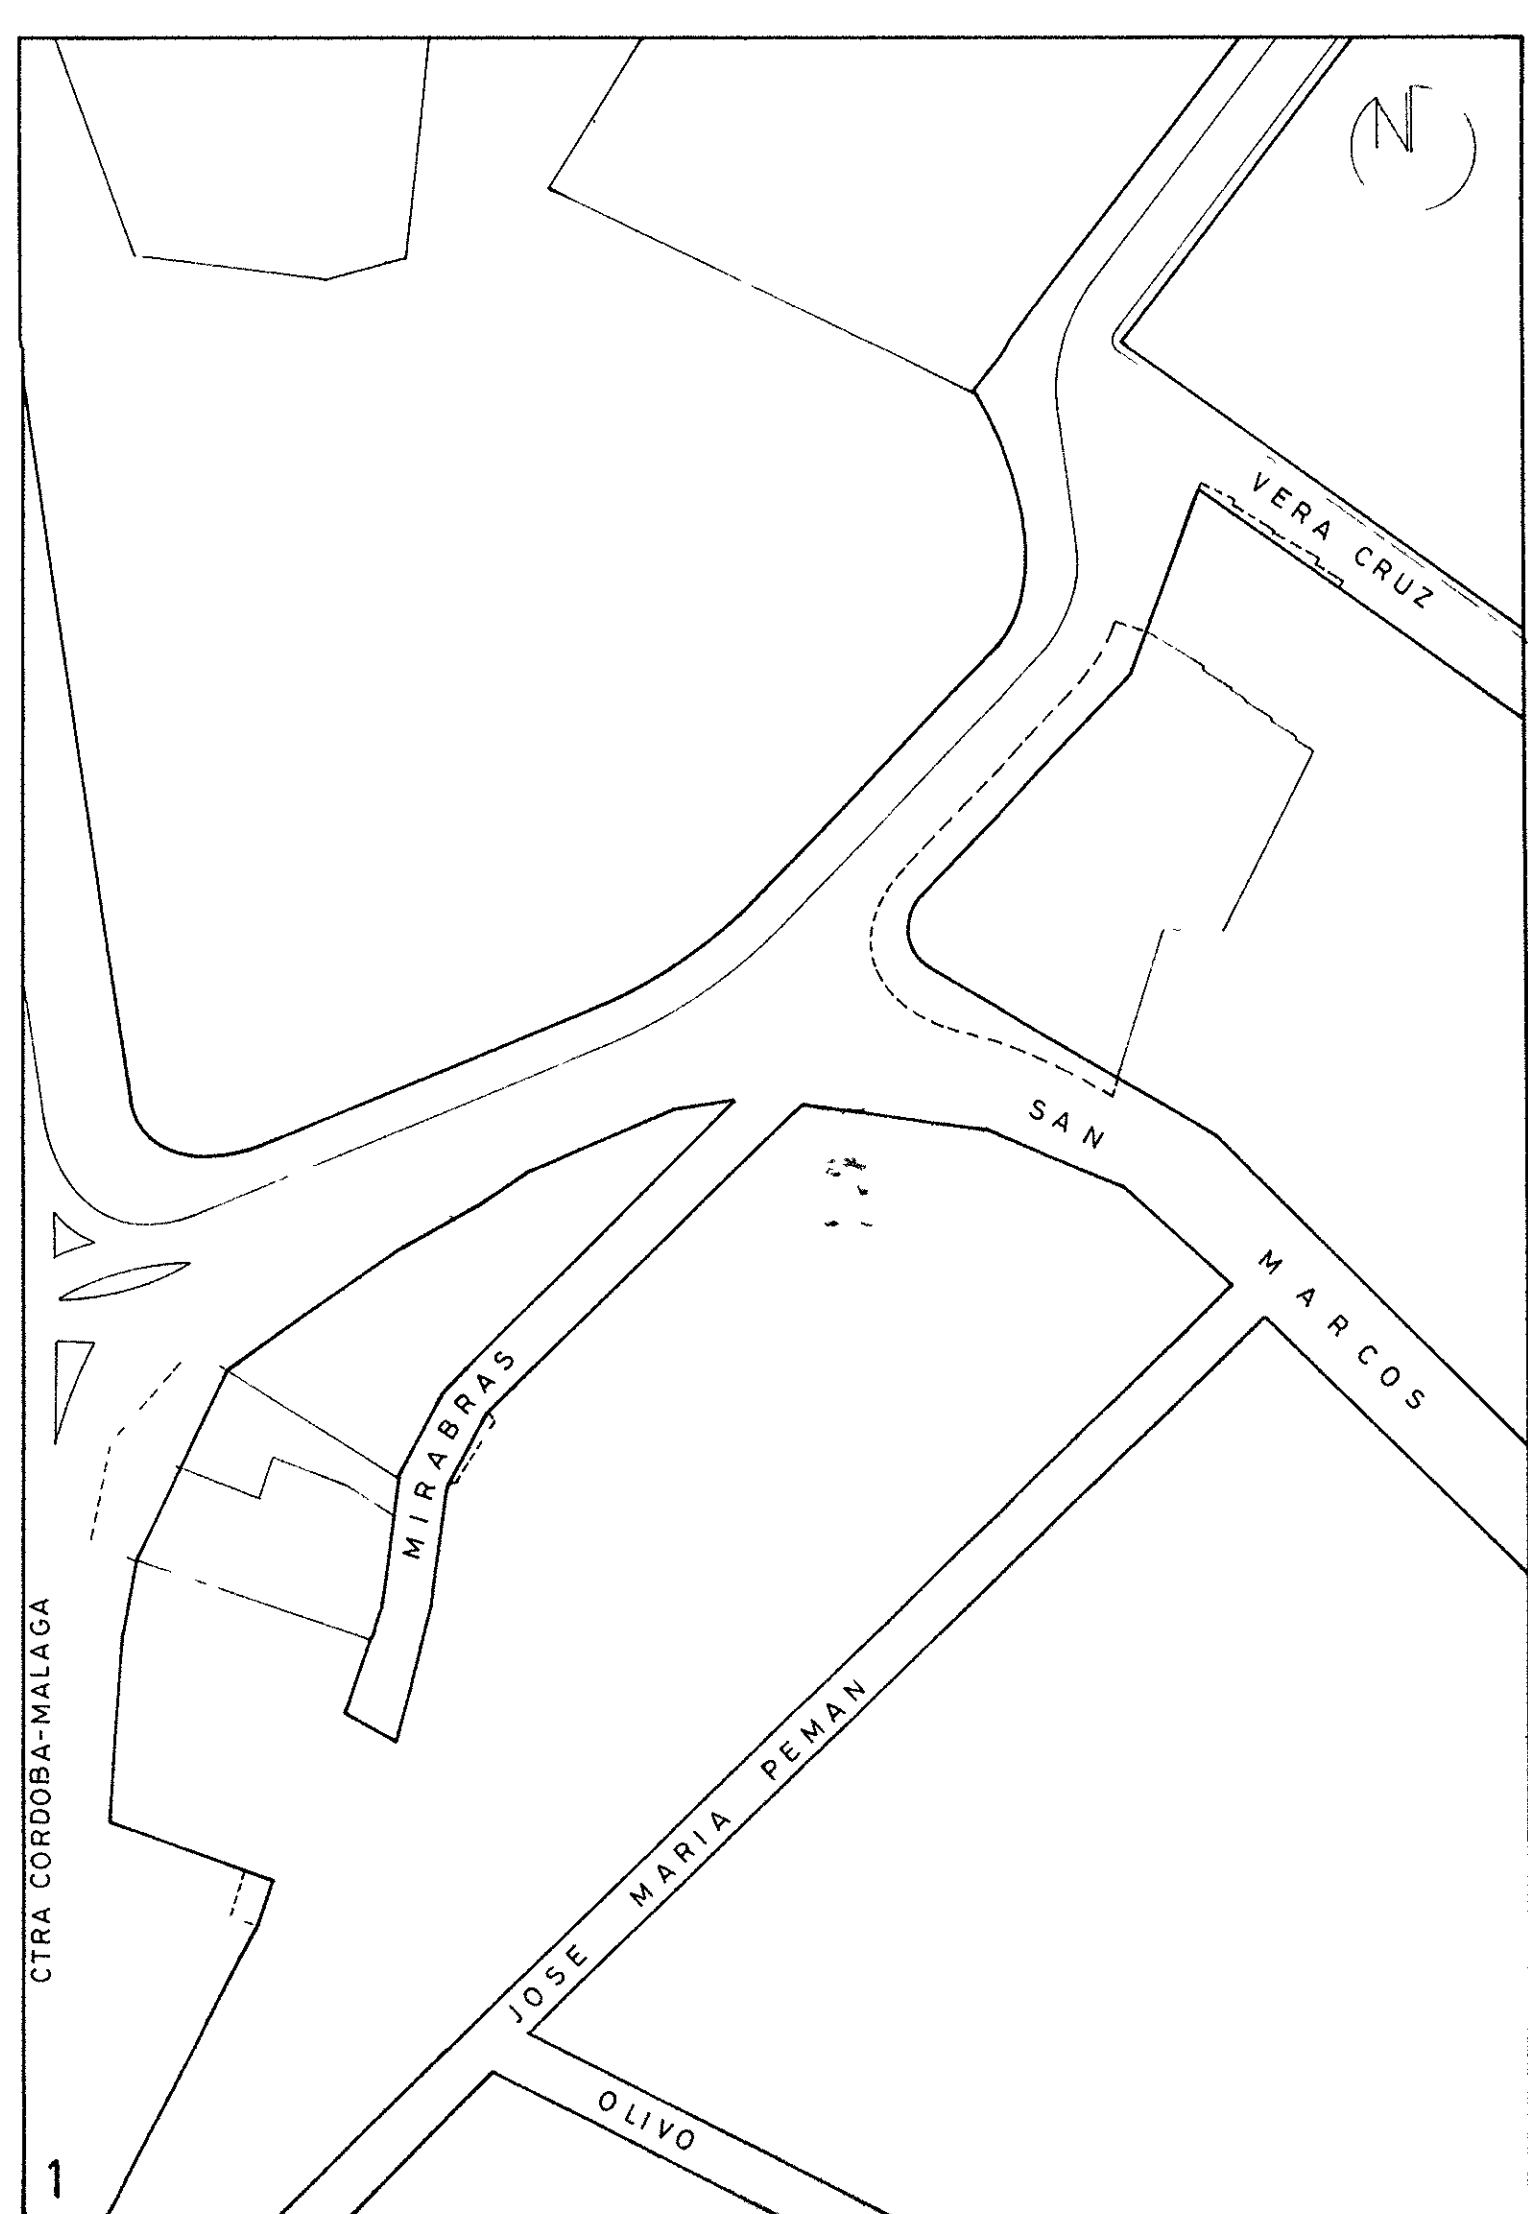 N
VERA CRUZ
SAN MARCOS
MIRABRAS
JOSE MARIA PEMAN
CTRA CORDOBA-MALAGA
OLIVO
1